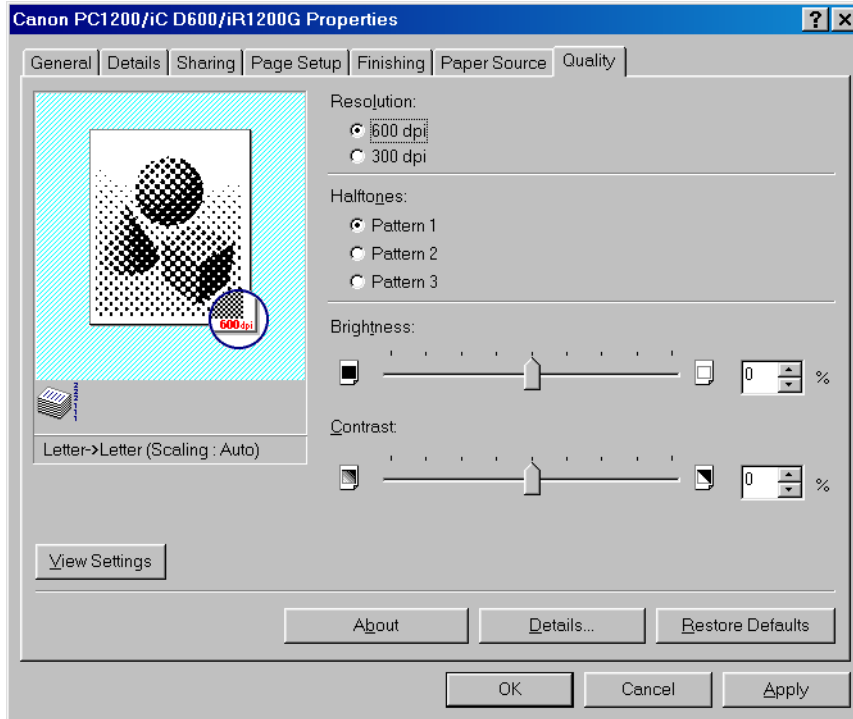 Canon PC1200/iC D600/iR1200G Properties
General Details Sharing Page Setup Finishing Paper Source Quality
Resolution:
600 dpi
300 dpi
Halftones:
Pattern 1
Pattern 2
Pattern 3
600dpi
Brightness:
0 %
Letter->Letter (Scaling : Auto)
Contrast:
0 %
View Settings
About Details... Restore Defaults
OK Cancel Apply